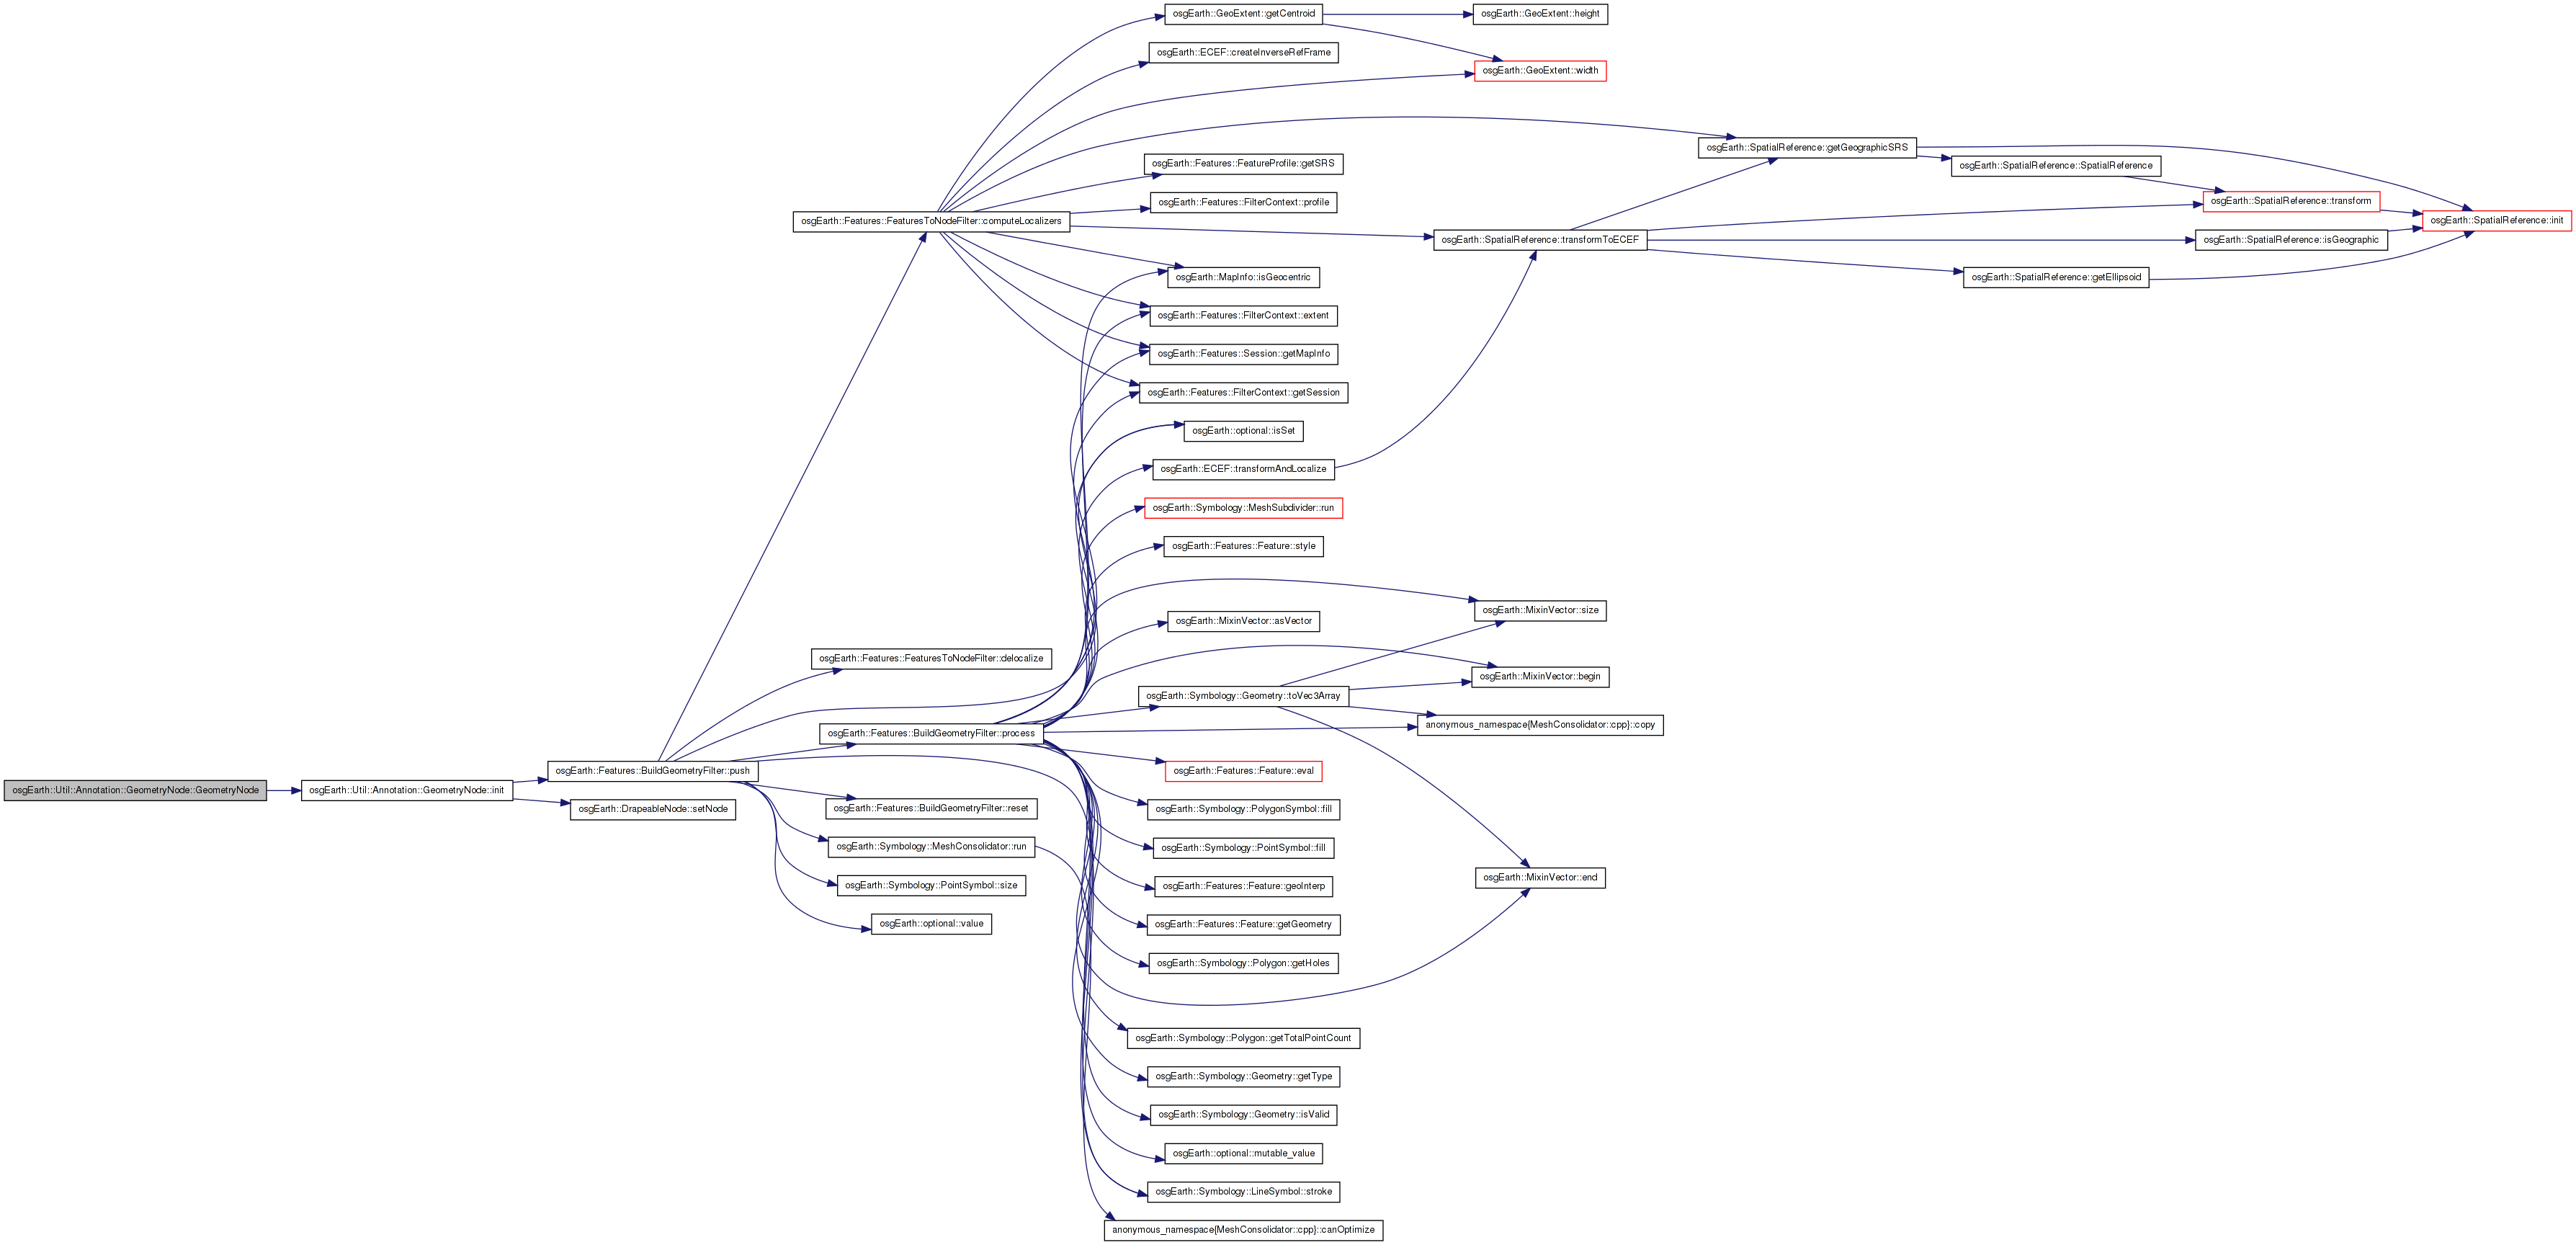 osgEarth::GeoExtent::getCentroid
osgEarth::GeoExtent::height
osgEarth::ECEF::createInverseRefFrame
osgEarth::GeoExtent::width
osgEarth::SpatialReference::getGeographicSRS
osgEarth::Features::FeatureProfile::getSRS
osgEarth::SpatialReference::SpatialReference
osgEarth::Features::FilterContext::profile
osgEarth::SpatialReference::transform
osgEarth::Features::FeaturesToNodeFilter::computeLocalizers
osgEarth::SpatialReference::init
osgEarth::SpatialReference::transformToECEF
osgEarth::SpatialReference::isGeographic
osgEarth::MapInfo::isGeocentric
osgEarth::SpatialReference::getEllipsoid
osgEarth::Features::FilterContext::extent
osgEarth::Features::Session::getMapInfo
osgEarth::Features::FilterContext::getSession
osgEarth::optional::isSet
osgEarth::ECEF::transformAndLocalize
osgEarth::Symbology::MeshSubdivider::run
osgEarth::Features::Feature::style
osgEarth::MixinVector::size
osgEarth::MixinVector::asVector
osgEarth::Features::FeaturesToNodeFilter::delocalize
osgEarth::MixinVector::begin
osgEarth::Symbology::Geometry::toVec3Array
anonymous_namespace{MeshConsolidator::cpp}::copy
osgEarth::Features::BuildGeometryFilter::process
osgEarth::Features::BuildGeometryFilter::push
osgEarth::Features::Feature::eval
osgEarth::Util::Annotation::GeometryNode::GeometryNode
osgEarth::Util::Annotation::GeometryNode::init
osgEarth::DrapeableNode::setNode
osgEarth::Features::BuildGeometryFilter::reset
osgEarth::Symbology::PolygonSymbol::fill
osgEarth::Symbology::MeshConsolidator::run
osgEarth::Symbology::PointSymbol::fill
osgEarth::MixinVector::end
osgEarth::Symbology::PointSymbol::size
osgEarth::Features::Feature::geoInterp
osgEarth::optional::value
osgEarth::Features::Feature::getGeometry
osgEarth::Symbology::Polygon::getHoles
osgEarth::Symbology::Polygon::getTotalPointCount
osgEarth::Symbology::Geometry::getType
osgEarth::Symbology::Geometry::isValid
osgEarth::optional::mutable_value
osgEarth::Symbology::LineSymbol::stroke
anonymous_namespace{MeshConsolidator::cpp}::canOptimize